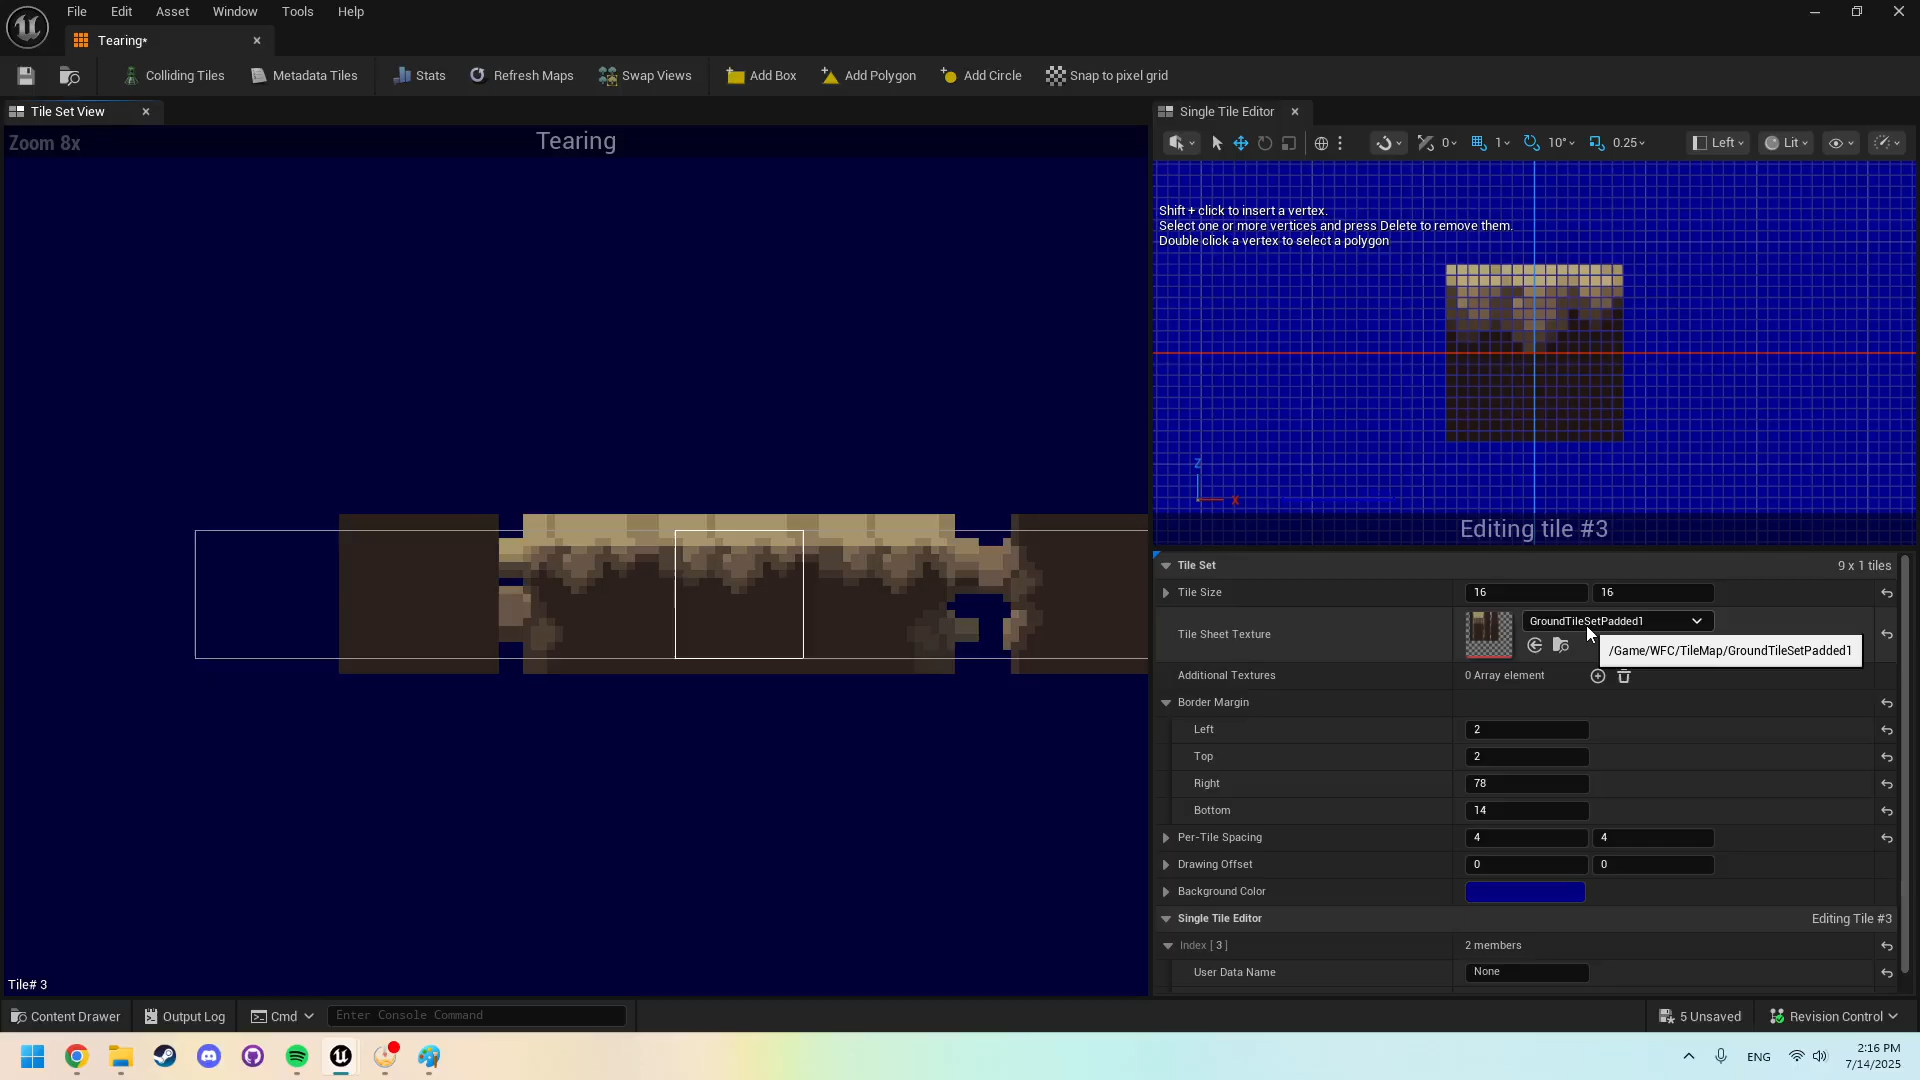 File Edit Asset Window Tools Help
Tearing*
Colliding Tiles Metadata Tiles Stats Refresh Maps Swap Views Add Box Add Polygon Add Circle Snap to pixel grid
Tile Set View
Zoom 8x
Tearing
Tile# 3
Single Tile Editor
0 1 10° 0.25 Left Lit
Shift + click to insert a vertex.
Select one or more vertices and press Delete to remove them.
Double click a vertex to select a polygon
Z
X
Editing tile #3
Tile Set 9 x 1 tiles
Tile Size 16 16
Tile Sheet Texture GroundTileSetPadded1
/Game/WFC/TileMap/GroundTileSetPadded1
Additional Textures 0 Array element
Border Margin
Left 2
Top 2
Right 78
Bottom 14
Per-Tile Spacing 4 4
Drawing Offset 0 0
Background Color
Single Tile Editor Editing Tile #3
Index [ 3 ] 2 members
User Data Name None
Content Drawer Output Log Cmd Enter Console Command 5 Unsaved Revision Control
ENG 2:16 PM
7/14/2025